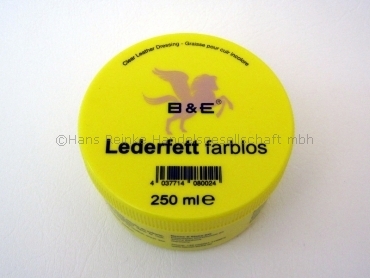 Clear Leather Dressing - Graisse pour cuir incolore
B & E®
©Hans Reinke Handelsgesellschaft mbh
Lederfett farblos
4 037714 080024
250 ml e